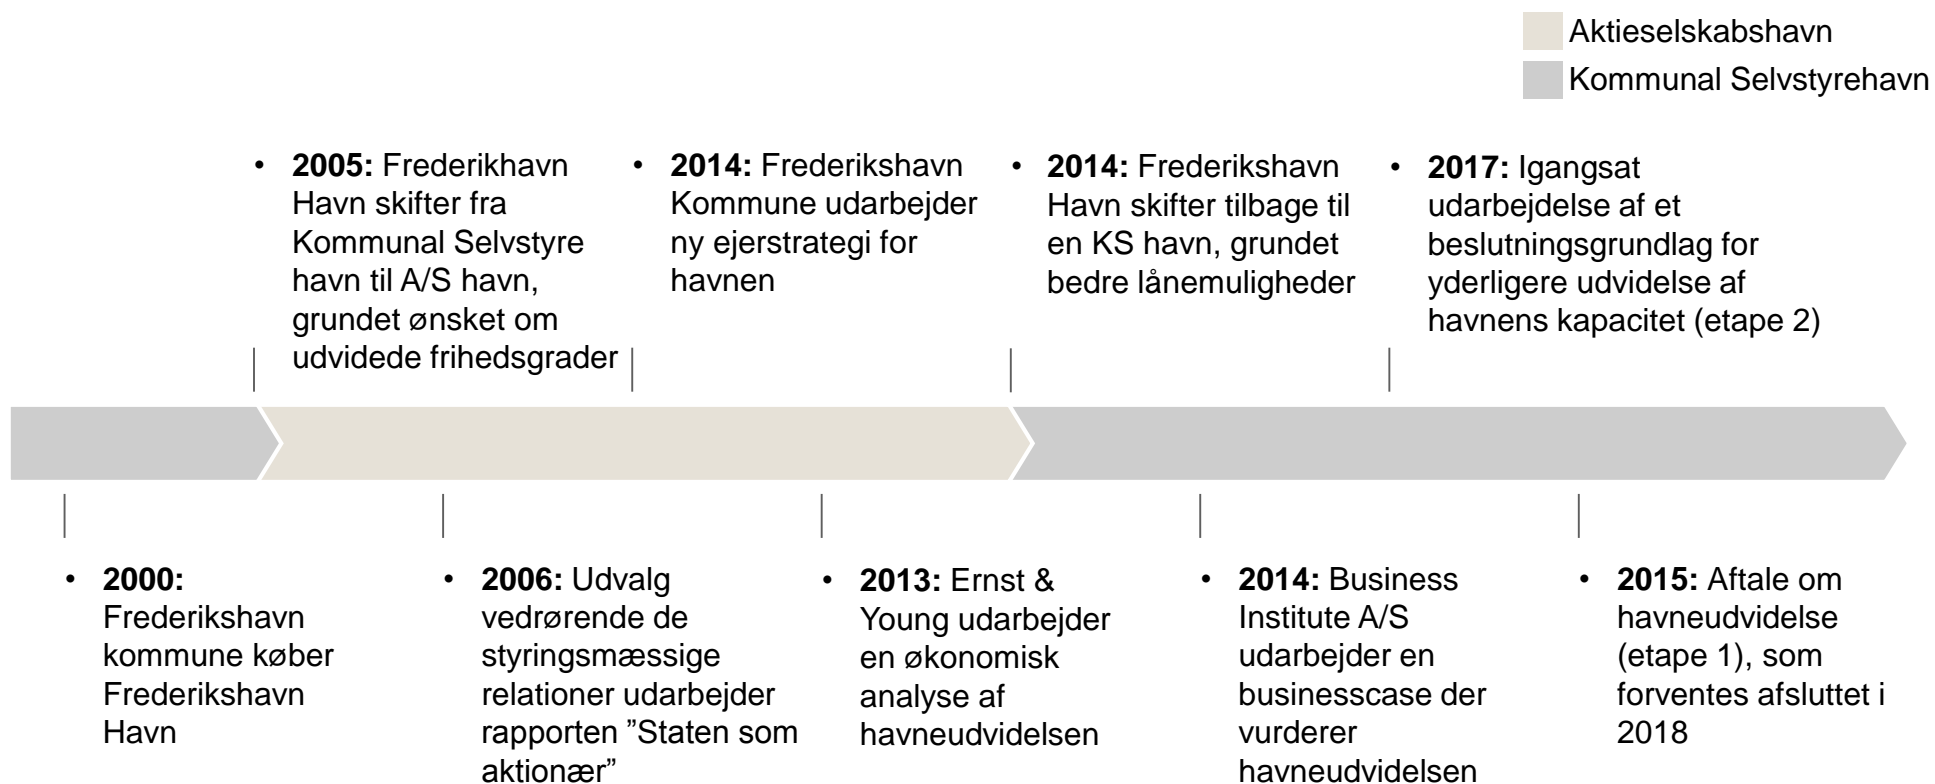 Aktieselskabshavn
Kommunal Selvstyrehavn
• 2005: Frederikhavn
Havn skifter fra
Kommunal Selvstyre
havn til A/S havn,
grundet ønsket om
udvidede frihedsgrader
• 2014: Frederikshavn
Kommune udarbejder
ny ejerstrategi for
havnen
• 2014: Frederikshavn
Havn skifter tilbage til
en KS havn, grundet
bedre lånemuligheder
• 2017: Igangsat
udarbejdelse af et
beslutningsgrundlag for
yderligere udvidelse af
havnens kapacitet (etape 2)
• 2000:
Frederikshavn
kommune køber
Frederikshavn
Havn
• 2006: Udvalg
vedrørende de
styringsmæssige
relationer udarbejder
rapporten ”Staten som
aktionær”
• 2013: Ernst &
Young udarbejder
en økonomisk
analyse af
havneudvidelsen
• 2014: Business
Institute A/S
udarbejder en
businesscase der
vurderer
havneudvidelsen
• 2015: Aftale om
havneudvidelse
(etape 1), som
forventes afsluttet i
2018